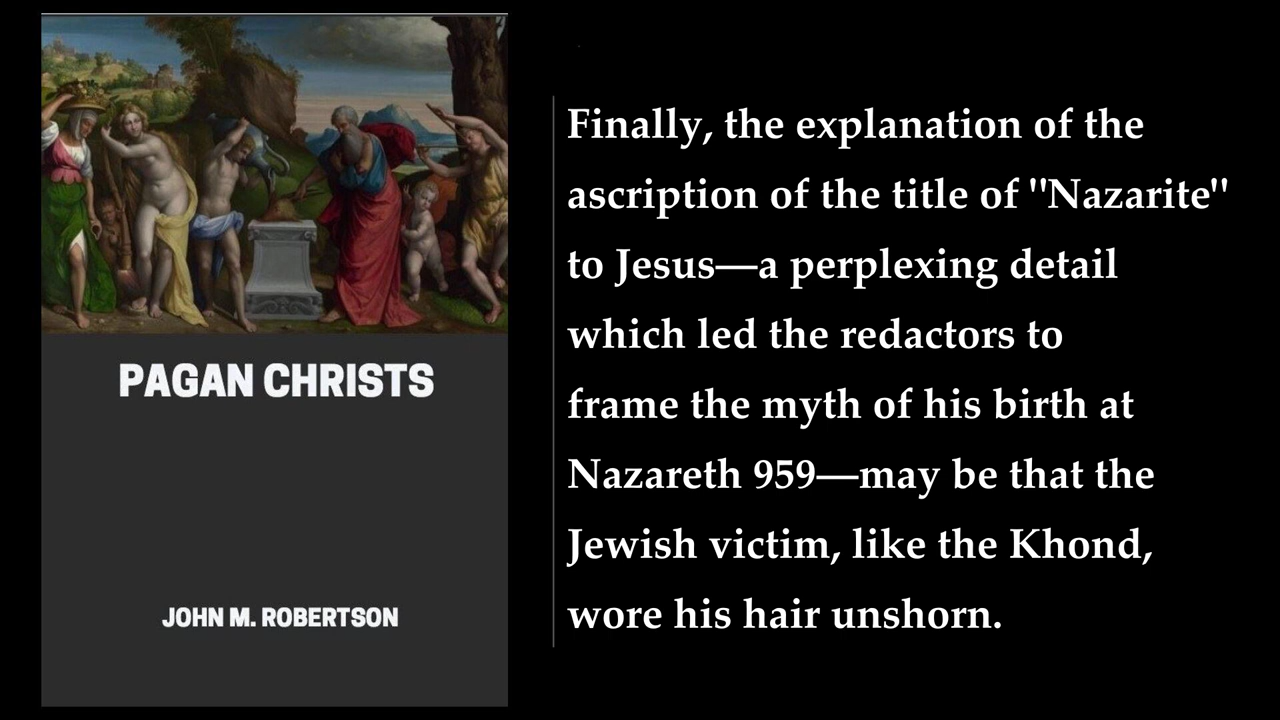 PAGAN CHRISTS
JOHN M. ROBERTSON
Finally, the explanation of the
ascription of the title of "Nazarite"
to Jesus—a perplexing detail
which led the redactors to
frame the myth of his birth at
Nazareth 959—may be that the
Jewish victim, like the Khond,
wore his hair unshorn.